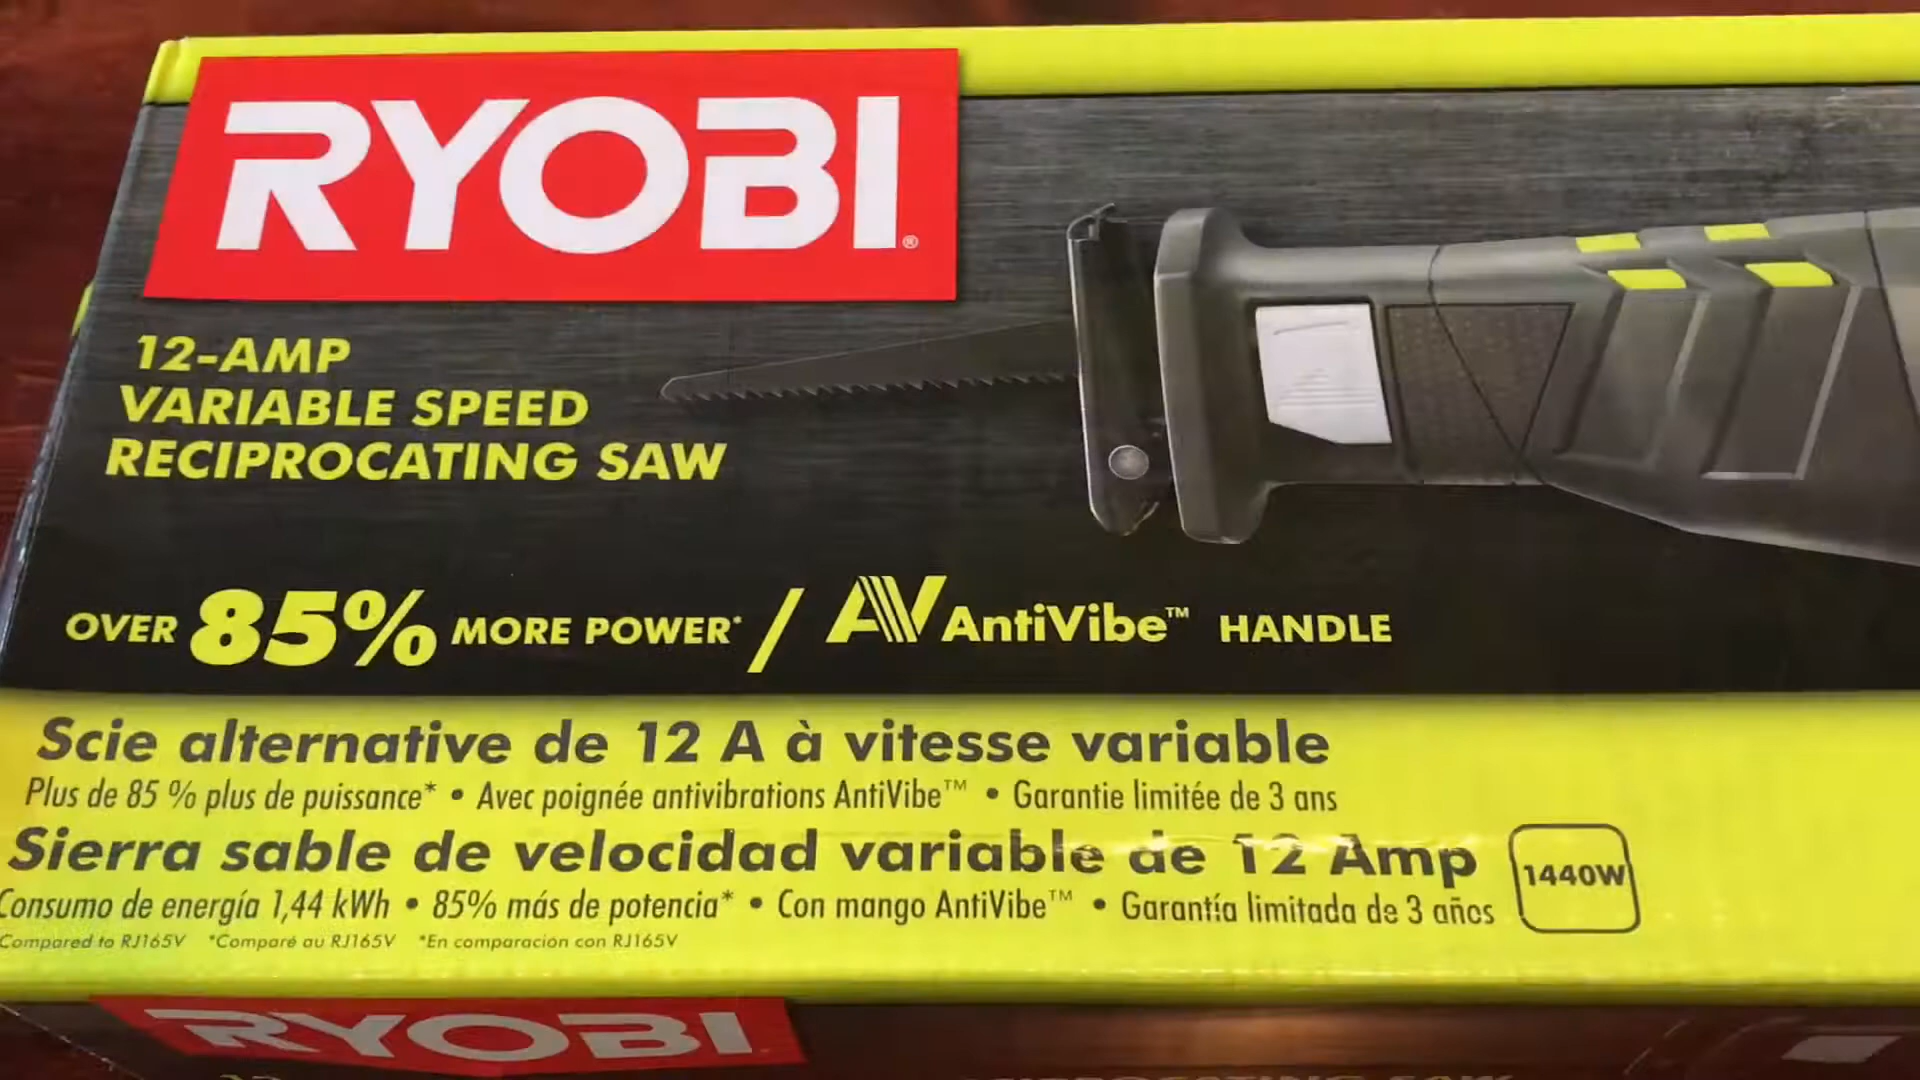 RYOBI®
12-AMP
VARIABLE SPEED
RECIPROCATING SAW
OVER 85% MORE POWER* / AV AntiVibe™ HANDLE
Scie alternative de 12 A à vitesse variable
Plus de 85 % plus de puissance* • Avec poignée antivibrations AntiVibe™ • Garantie limitée de 3 ans
Sierra sable de velocidad variable de 12 Amp
1440W
Consumo de energía 1,44 kWh • 85% más de potencia* • Con mango AntiVibe™ • Garantía limitada de 3 años
Compared to RJ165V *Comparé au RJ165V *En comparación con RJ165V
RYOBI